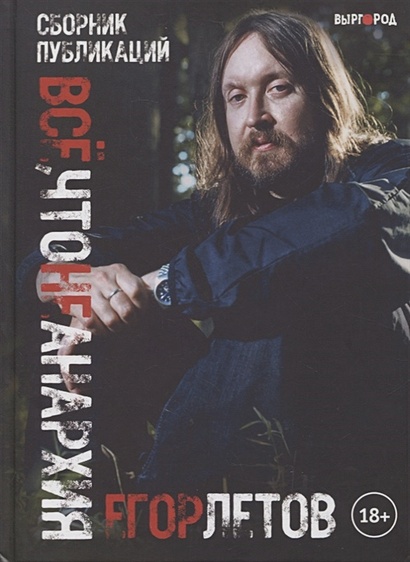 СБОРНИК
ПУБЛИКАЦИЙ
ВЫРГОРОД
ВСЁ, ЧТО НЕ АНАРХИЯ
ЕГОР ЛЕТОВ
18+